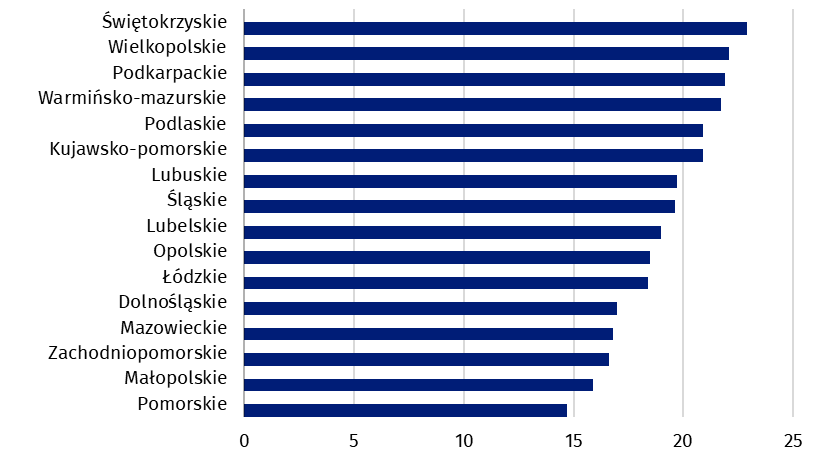 Świętokrzyskie
Wielkopolskie
Podkarpackie
Warmińsko-mazurskie
Podlaskie
Kujawsko-pomorskie
Lubuskie
Śląskie
Lubelskie
Opolskie
Łódzkie
Dolnośląskie
Mazowieckie
Zachodniopomorskie
Małopolskie
Pomorskie
0 5 10 15 20 25